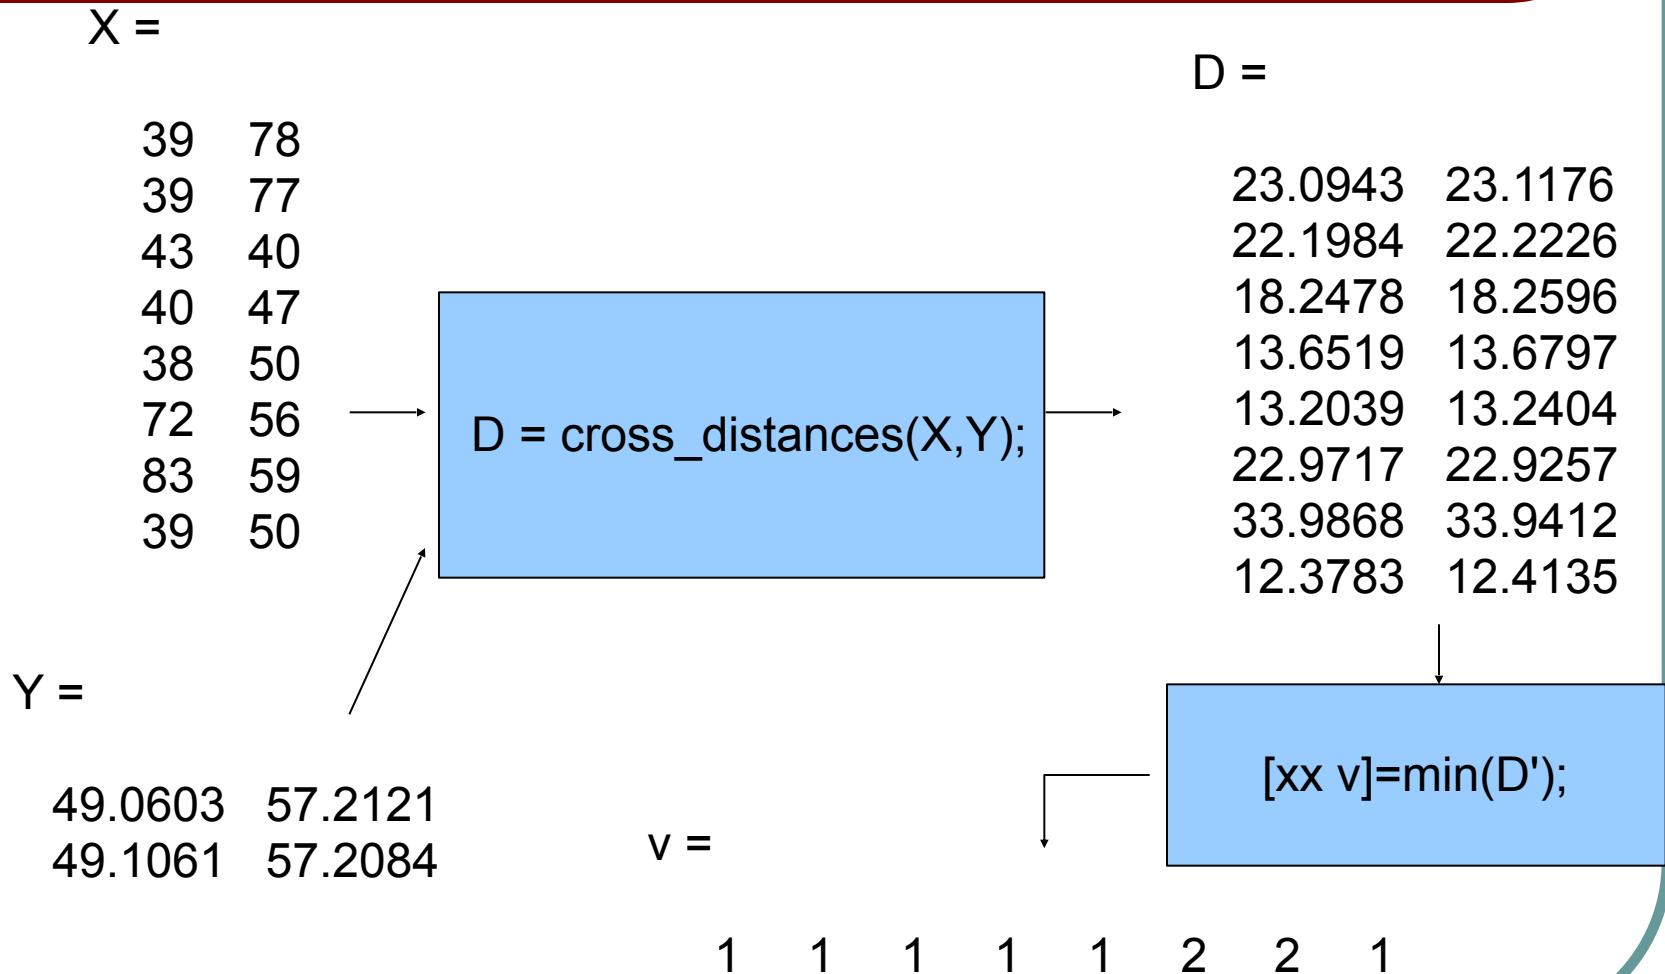 X =
39 78
39 77
43 40
40 47
38 50
72 56
83 59
39 50
Y =
49.0603 57.2121
49.1061 57.2084
D = cross_distances(X,Y);
D =
23.0943 23.1176
22.1984 22.2226
18.2478 18.2596
13.6519 13.6797
13.2039 13.2404
22.9717 22.9257
33.9868 33.9412
12.3783 12.4135
[xx v]=min(D');
v =
1 1 1 1 1 2 2 1